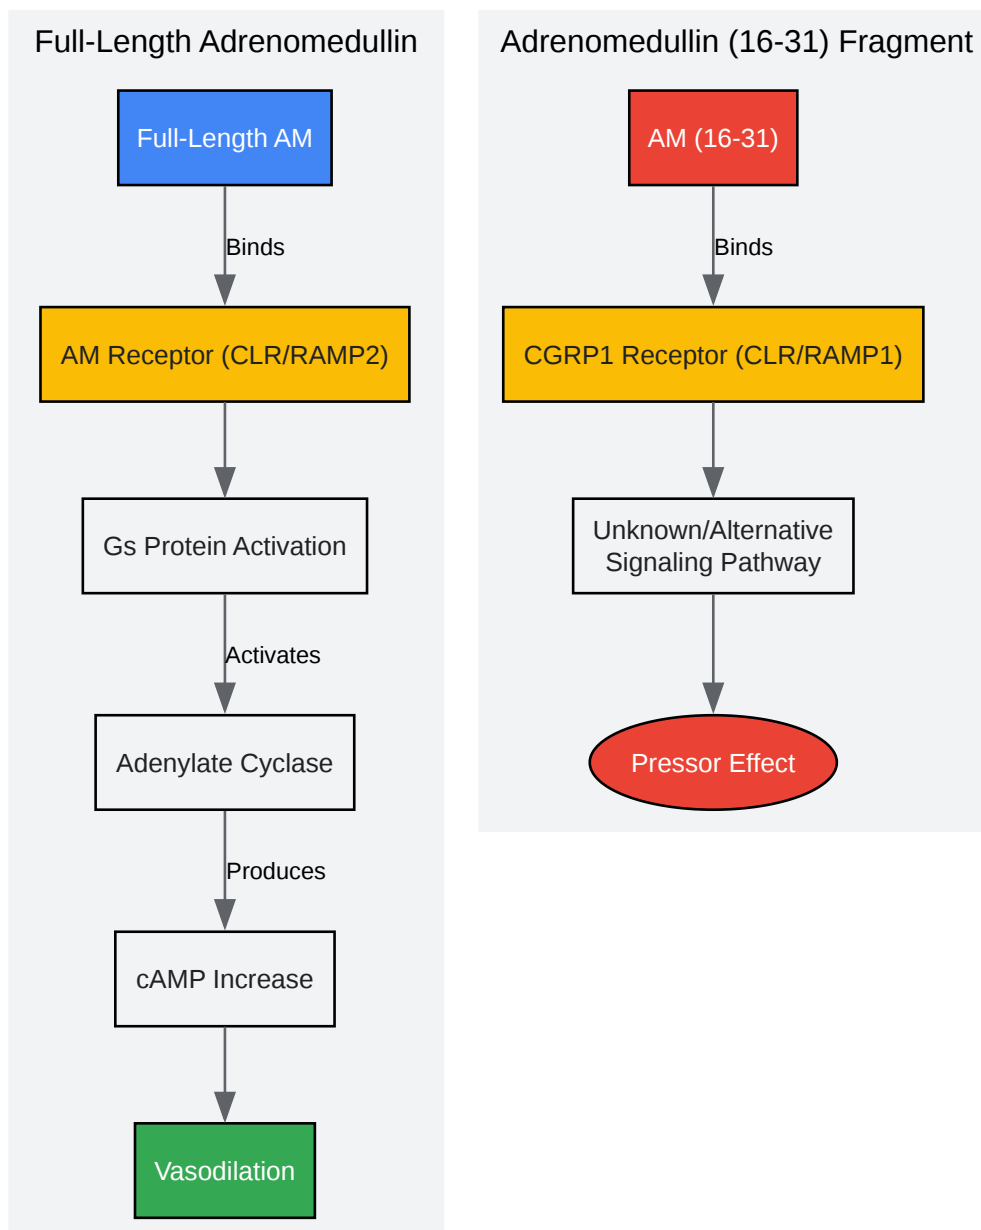 Full-Length Adrenomedullin
Full-Length AM
Binds
AM Receptor (CLR/RAMP2)
Gs Protein Activation
Activates
Adenylate Cyclase
Produces
cAMP Increase
Vasodilation
Adrenomedullin (16-31) Fragment
AM (16-31)
Binds
CGRP1 Receptor (CLR/RAMP1)
Unknown/Alternative
Signaling Pathway
Pressor Effect